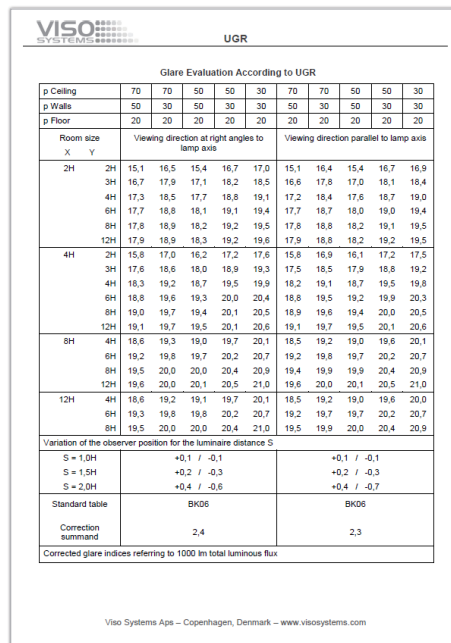 VISO
SYSTEMS
UGR
Glare Evaluation According to UGR
p Ceiling 70 70 50 50 30 70 70 50 50 30
p Walls 50 30 50 30 30 50 30 50 30 30
p Floor 20 20 20 20 20 20 20 20 20 20
Room size
X Y
Viewing direction at right angles to
lamp axis
Viewing direction parallel to lamp axis
2H 2H 15,1 16,5 15,4 16,7 17,0 15,1 16,4 15,4 16,7 16,9
3H 16,7 17,9 17,1 18,2 18,5 16,6 17,8 17,0 18,1 18,4
4H 17,3 18,5 17,7 18,8 19,1 17,2 18,4 17,6 18,7 19,0
6H 17,7 18,8 18,1 19,1 19,4 17,7 18,7 18,0 19,0 19,4
8H 17,8 18,9 18,2 19,2 19,5 17,8 18,8 18,2 19,1 19,5
12H 17,9 18,9 18,3 19,2 19,6 17,9 18,8 18,2 19,2 19,5
4H 2H 15,8 17,0 16,2 17,2 17,6 15,8 16,9 16,1 17,2 17,5
3H 17,6 18,6 18,0 18,9 19,3 17,5 18,5 17,9 18,8 19,2
4H 18,3 19,2 18,7 19,5 19,9 18,2 19,1 18,7 19,5 19,8
6H 18,8 19,6 19,3 20,0 20,4 18,8 19,5 19,2 19,9 20,3
8H 19,0 19,7 19,4 20,1 20,5 18,9 19,6 19,4 20,0 20,5
12H 19,1 19,7 19,5 20,1 20,6 19,1 19,7 19,5 20,1 20,6
8H 4H 18,6 19,3 19,0 19,7 20,1 18,5 19,2 19,0 19,6 20,1
6H 19,2 19,8 19,7 20,2 20,7 19,2 19,7 19,6 20,2 20,7
8H 19,5 20,0 20,0 20,4 20,9 19,4 19,9 19,9 20,4 20,9
12H 19,6 20,0 20,1 20,5 21,0 19,6 20,0 20,1 20,5 21,0
12H 4H 18,6 19,2 19,1 19,7 20,1 18,5 19,2 19,0 19,6 20,0
6H 19,3 19,8 19,8 20,2 20,7 19,2 19,7 19,7 20,2 20,7
8H 19,5 20,0 20,0 20,4 21,0 19,5 19,9 20,0 20,4 20,9
Variation of the observer position for the luminaire distance S
S = 1,0H +0,1 / -0,1 +0,1 / -0,1
S = 1,5H +0,2 / -0,3 +0,2 / -0,3
S = 2,0H +0,4 / -0,6 +0,4 / -0,7
Standard table BK06 BK06
Correction
summand
2,4 2,3
Corrected glare indices referring to 1000 lm total luminous flux
Viso Systems Aps – Copenhagen, Denmark – www.visosystems.com